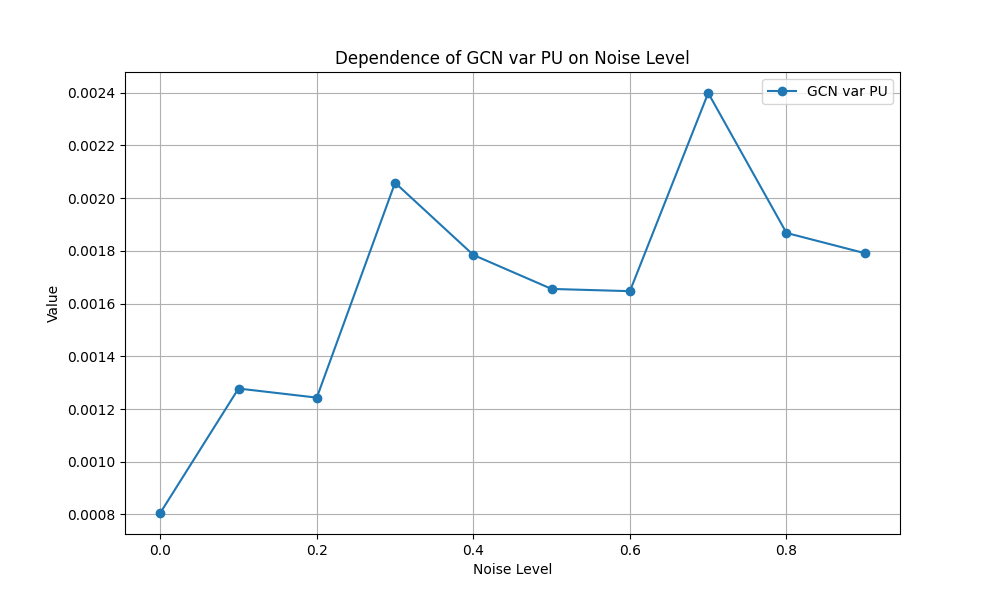 Dependence of GCN var PU on Noise Level
GCN var PU
0.0024
0.0022
0.0020
0.0018
0.0016
0.0014
0.0012
0.0010
0.0008
Value
0.0 0.2 0.4 0.6 0.8
Noise Level